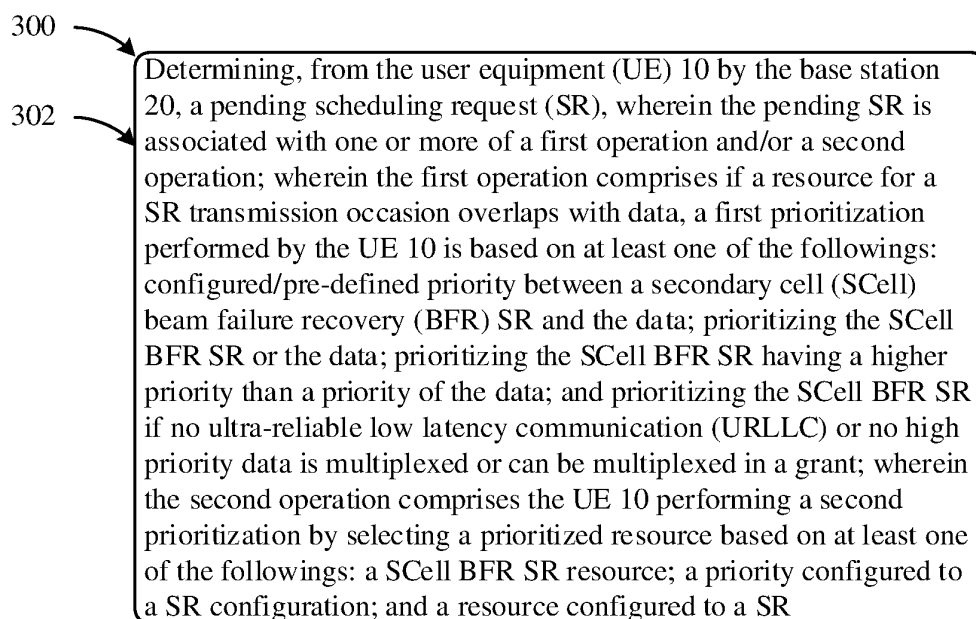 300
302
Determining, from the user equipment (UE) 10 by the base station
20, a pending scheduling request (SR), wherein the pending SR is
associated with one or more of a first operation and/or a second
operation; wherein the first operation comprises if a resource for a
SR transmission occasion overlaps with data, a first prioritization
performed by the UE 10 is based on at least one of the followings:
configured/pre-defined priority between a secondary cell (SCell)
beam failure recovery (BFR) SR and the data; prioritizing the SCell
BFR SR or the data; prioritizing the SCell BFR SR having a higher
priority than a priority of the data; and prioritizing the SCell BFR SR
if no ultra-reliable low latency communication (URLLC) or no high
priority data is multiplexed or can be multiplexed in a grant; wherein
the second operation comprises the UE 10 performing a second
prioritization by selecting a prioritized resource based on at least one
of the followings: a SCell BFR SR resource; a priority configured to
a SR configuration; and a resource configured to a SR